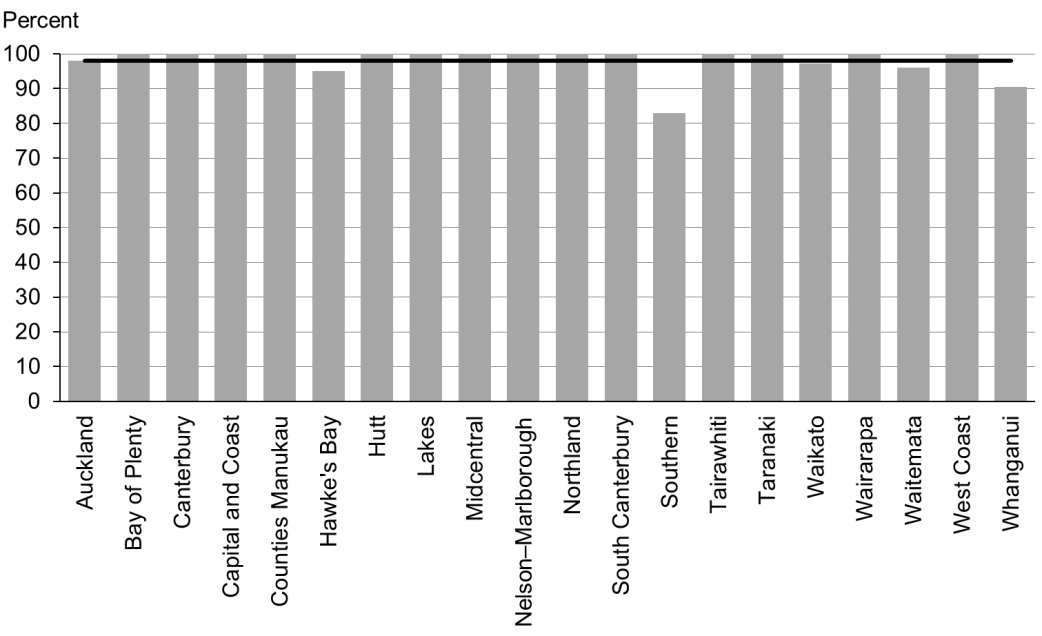 Percent
100
90
80
70
60
50
40
30
20
10
0
Auckland
Bay of Plenty
Canterbury
Capital and Coast
Counties Manukau
Hawke's Bay
Hutt
Lakes
Midcentral
Nelson–Marlborough
Northland
South Canterbury
Southern
Tairawhiti
Taranaki
Waikato
Wairarapa
Waitemata
West Coast
Whanganui